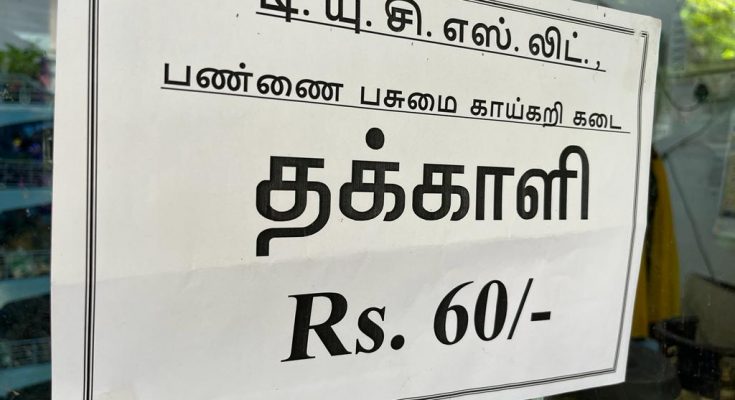 யு. சி. எஸ். லிட்.,
பண்ணை பசுமை காய்கறி கடை
தக்காளி
Rs. 60/-